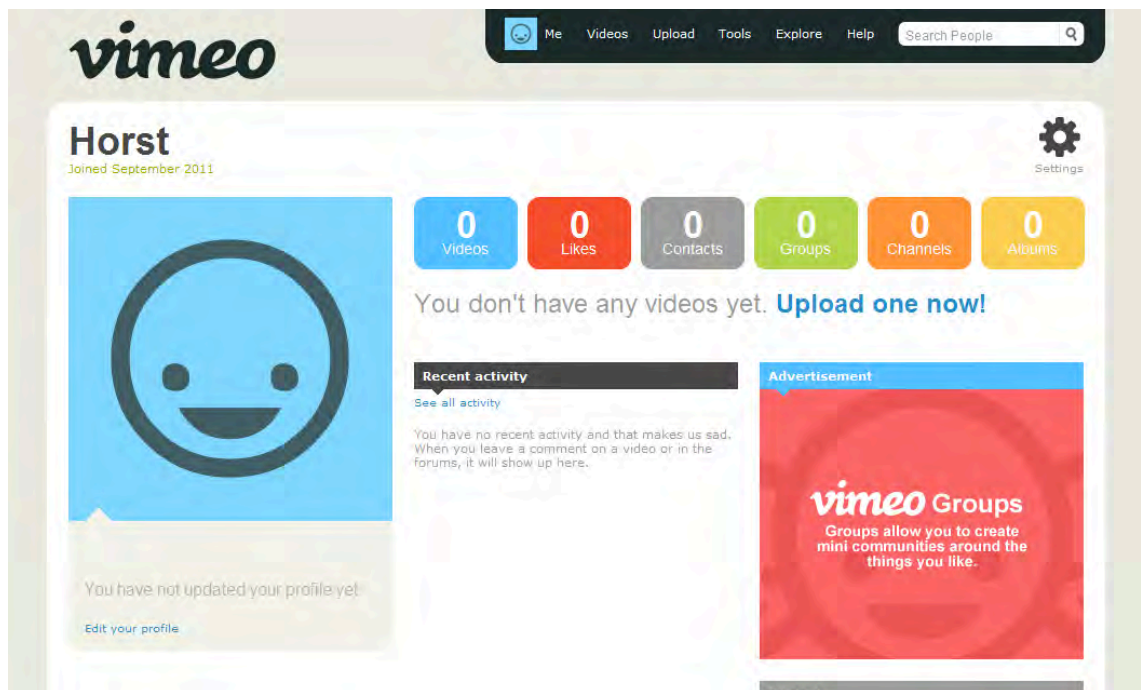 vimeo
Me Videos Upload Tools Explore Help Search People
Horst
Joined September 2011
Settings
0 0 0 0 0 0
Videos Likes Contacts Groups Channels Albums
You don't have any videos yet. Upload one now!
Recent activity
See all activity
You have no recent activity and that makes us sad.
When you leave a comment on a video or in the
forums, it will show up here.
Advertisement
vimeo Groups
Groups allow you to create
mini communities around the
things you like.
You have not updated your profile yet
Edit your profile